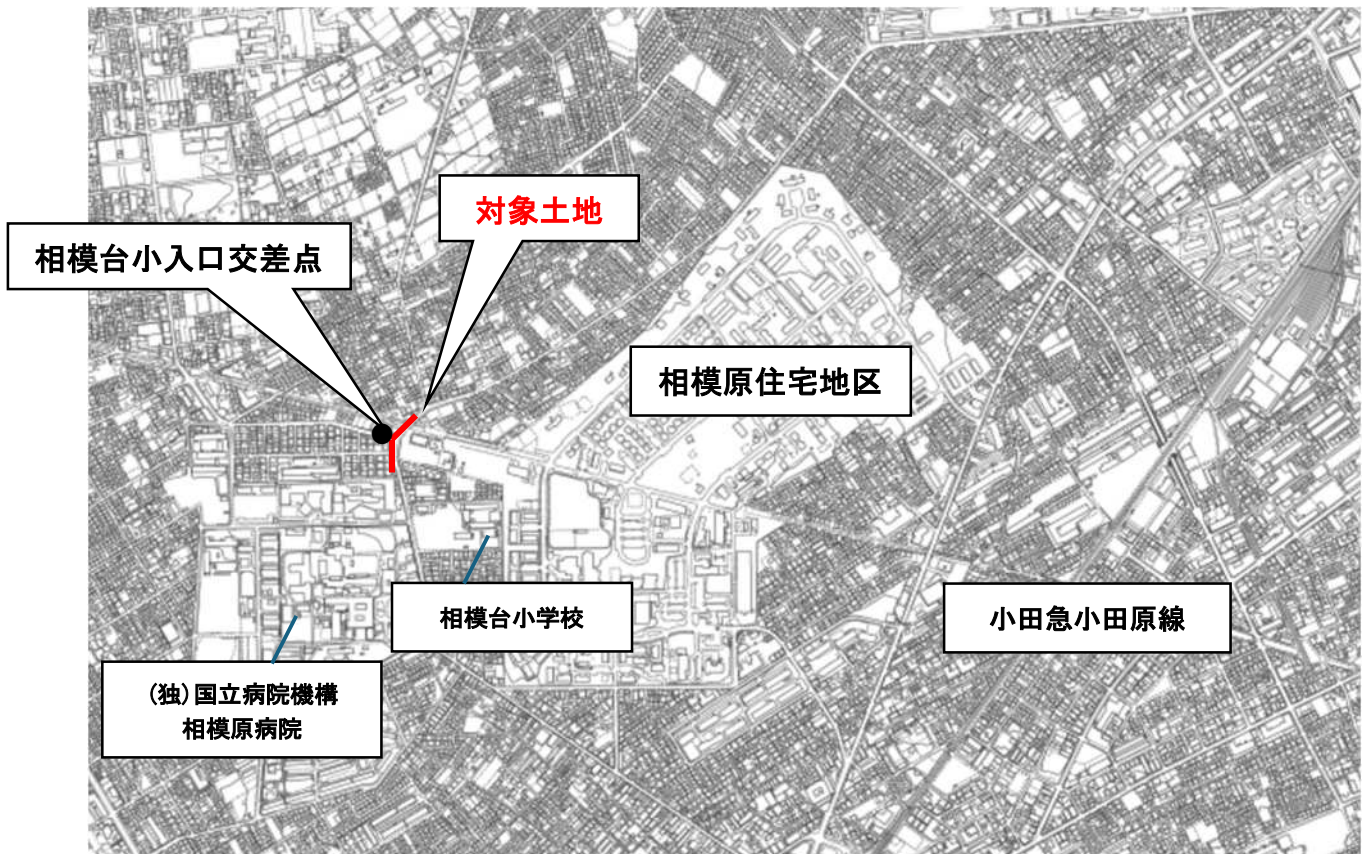 対象土地
相模台小入口交差点
相模原住宅地区
相模台小学校
小田急小田原線
(独)国立病院機構
相模原病院